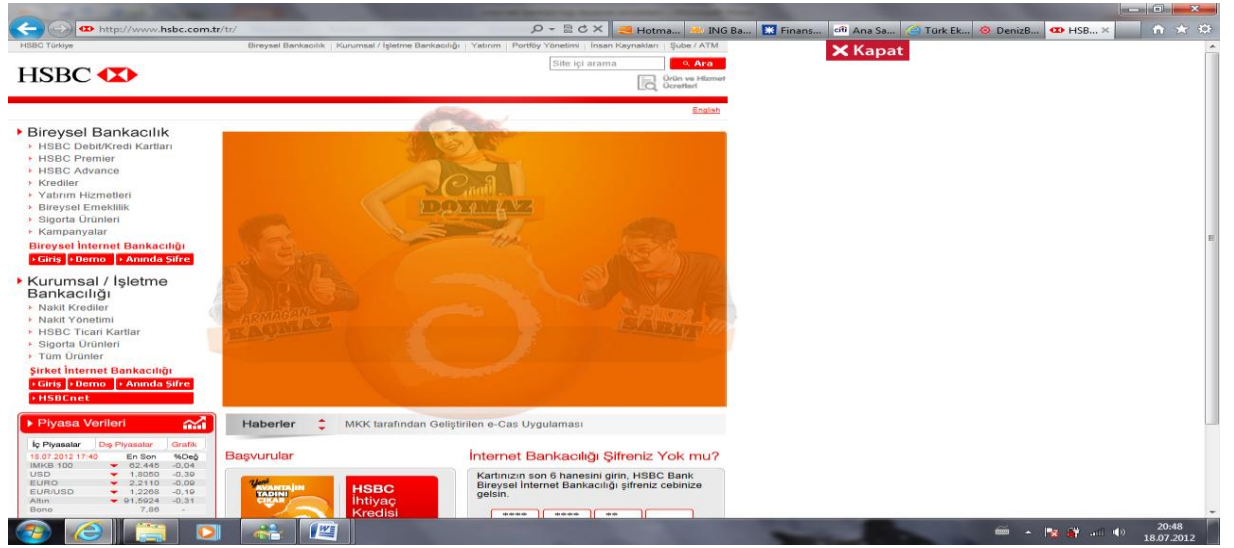 http://www.hsbc.com.tr/tr/
Hotma...
ING Ba...
Finans...
citi Ana Sa...
Türk Ek...
DenizB...
HSB...
HSBC Türkiye
Bireysel Bankacılık | Kurumsal / İşletme Bankacılığı | Yatırım | Portföy Yönetimi | İnsan Kaynakları | Şube / ATM
Kapat
HSBC
Site içi arama
Ara
Ürün ve Hizmet
Ücretleri
English
Bireysel Bankacılık
HSBC Debit/Kredi Kartları
HSBC Premier
HSBC Advance
Krediler
Yatırım Hizmetleri
Bireysel Emeklilik
Sigorta Ürünleri
Kampanyalar
Bireysel İnternet Bankacılığı
Giriş Demo Anında Şifre
Kurumsal / İşletme
Bankacılığı
Nakit Krediler
Nakit Yönetimi
HSBC Ticari Kartlar
Sigorta Ürünleri
Tüm Ürünler
Şirket İnternet Bankacılığı
Giriş Demo Anında Şifre
HSBCnet
Gönül
DOYMAZ
ARMAĞAN
KAÇMAZ
SABİT
Piyasa Verileri
İç Piyasalar Dış Piyasalar Grafik
18.07.2012 17:40 En Son %Değ
IMKB 100 62,445 -0,04
USD 1,8050 -0,39
EURO 2,2110 -0,09
EUR/USD 1,2268 -0,19
Altın 91,5924 -0,31
Bono 7,86 -
Haberler
MKK tarafından Geliştirilen e-Cas Uygulaması
Başvurular
Yeni
AVANTAJIN
TADINI
ÇIKAR
HSBC
İhtiyaç
Kredisi
İnternet Bankacılığı Şifreniz Yok mu?
Kartınızın son 6 hanesini girin, HSBC Bank
Bireysel İnternet Bankacılığı şifreniz cebinize
gelsin.
**** **** **
20:48
18.07.2012